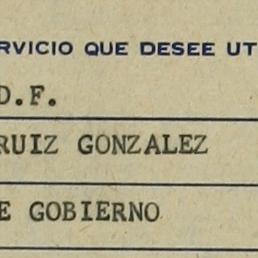 RVICIO QUE DESEE UT
D.F.
RUIZ GONZALEZ
E GOBIERNO